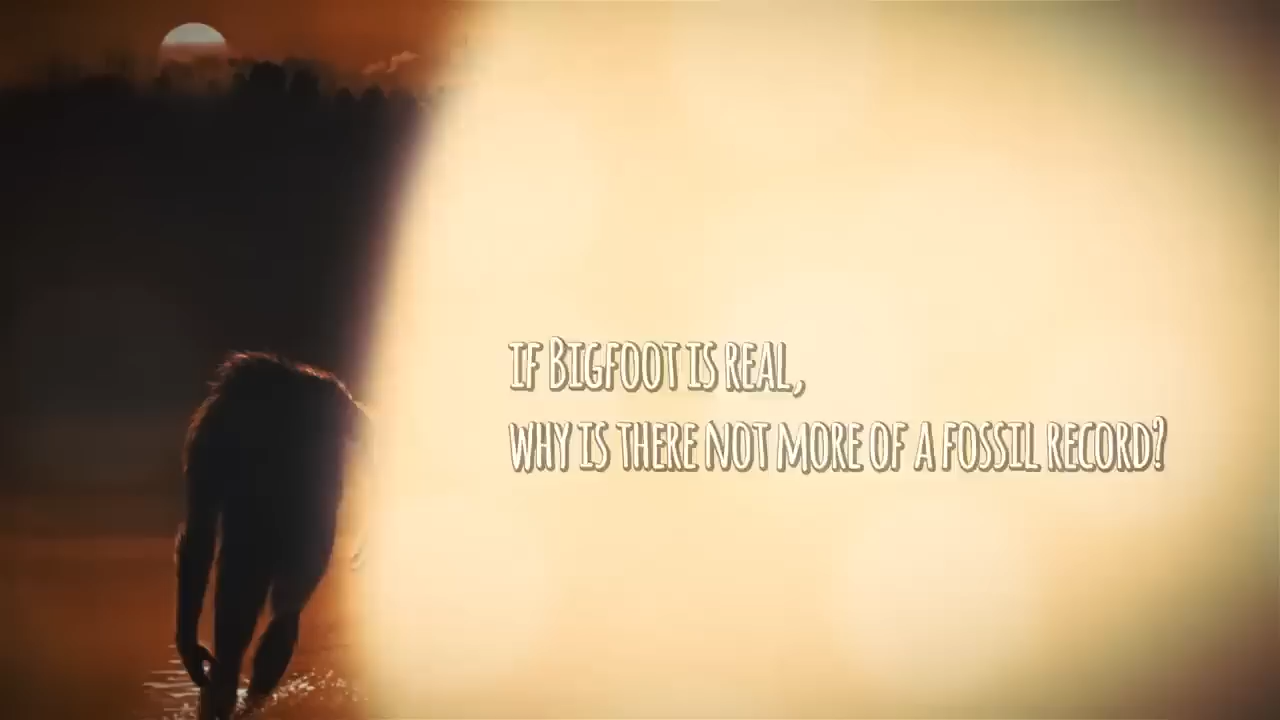 if Bigfoot is real,
why is there not more of a fossil record?